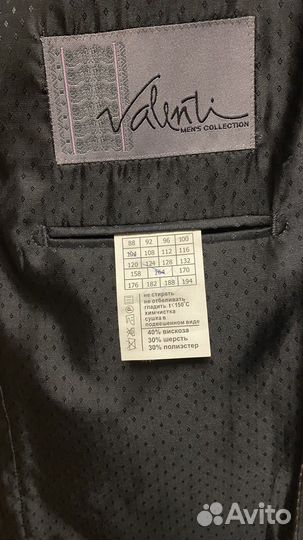 Valenti
MEN'S COLLECTION
88 92 96 100
104 108 112 116
120 124 128 132
158 164 170
176 182 188 194
не стирать
не отбеливать
гладить t<150°C
химчистка
сушка в
подвешенном виде
40% вискоза
30% шерсть
30% полиэстер
Avito